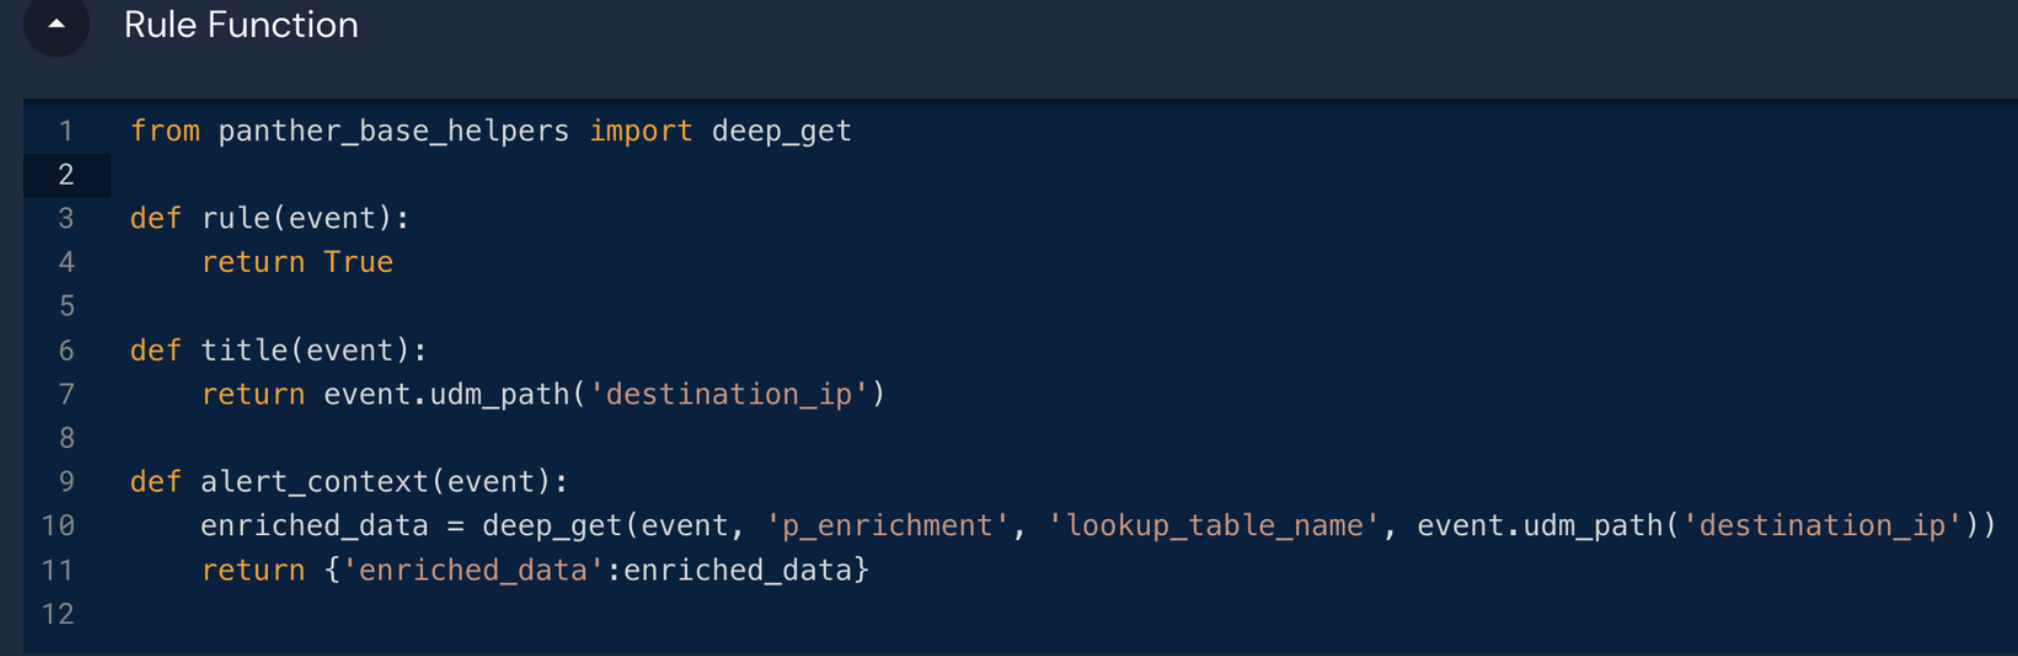 Rule Function
1 from panther_base_helpers import deep_get
2
3 def rule(event):
4     return True
5
6 def title(event):
7     return event.udm_path('destination_ip')
8
9 def alert_context(event):
10     enriched_data = deep_get(event, 'p_enrichment', 'lookup_table_name', event.udm_path('destination_ip'))
11     return {'enriched_data':enriched_data}
12